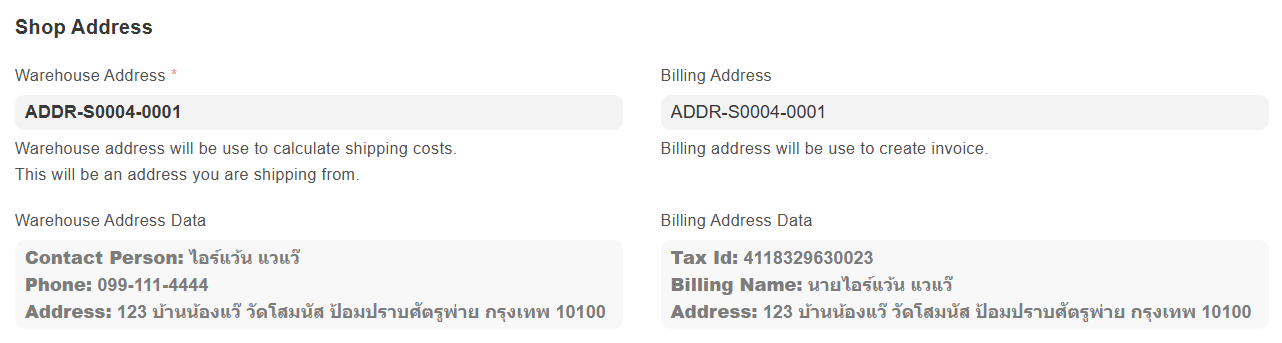 Shop Address
Warehouse Address *
ADDR-S0004-0001
Warehouse address will be use to calculate shipping costs.
This will be an address you are shipping from.
Billing Address
ADDR-S0004-0001
Billing address will be use to create invoice.
Warehouse Address Data
Contact Person: ไอร์แว้น แวแว๊
Phone: 099-111-4444
Address: 123 บ้านน้องแว๊ วัดโสมนัส ป้อมปราบศัตรูพ่าย กรุงเทพ 10100
Billing Address Data
Tax Id: 4118329630023
Billing Name: นายไอร์แว้น แวแว๊
Address: 123 บ้านน้องแว๊ วัดโสมนัส ป้อมปราบศัตรูพ่าย กรุงเทพ 10100